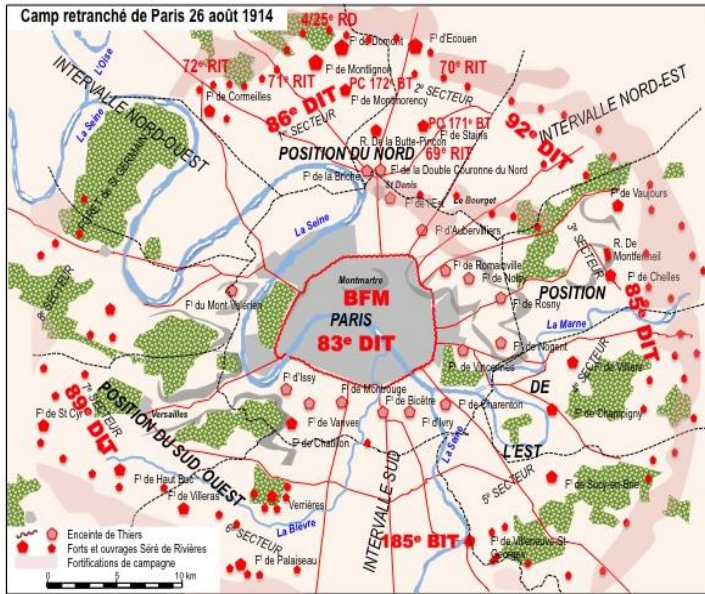 Camp retranché de Paris 26 août 1914
4/25e RD
Ft de Domont
Ft d'Ecouen
72e RIT
71e RIT
Ft de Montlignon
PC 172e BT
70e RIT
L'Oise
La Seine
INTERVALLE NORD-OUEST
Ft de Cormeilles
86e DIT
1er SECTEUR
Ft de Montmorency
2e SECTEUR
92e DIT
INTERVALLE NORD-EST
R. De la Butte-Pinçon
PC 171e BT
Ft de Stains
69e RIT
POSITION DU NORD
Ft de la Briche
Ft de la Double Couronne du Nord
St Denis
Ft de l'Est
Le Bourget
Ft d'Aubervilliers
Ft de Vaujours
3e SECTEUR
R. De Montfermeil
Ft de Chelles
La Seine
Montmartre
BFM
PARIS
83e DIT
Ft de Romainville
Ft de Noisy
Ft de Rosny
POSITION
85e DIT
La Marne
8e SECTEUR
Ft du Mont Valérien
Ft de Nogent
Ft de Vincennes
Ft de Villiers
4e SECTEUR
DE
Ft d'Issy
Ft de Montrouge
Ft de Bicêtre
Ft de Charenton
Ft d'Ivry
Ft de Champigny
7e SECTEUR
89e DIT
Ft de St Cyr
Versailles
POSITION DU SUD OUEST
Ft de Vanves
Ft de Chatillon
La Seine
L'EST
5e SECTEUR
Ft de Sucy-en-Brie
Ft de Haut Buc
Ft de Villeras
Verrières
La Bièvre
6e SECTEUR
Ft de Palaiseau
INTERVALLE SUD
185e BIT
Ft de Villeneuve-St
Georges
Enceinte de Thiers
Forts et ouvrages Séré de Rivières
Fortifications de campagne
0 10 km